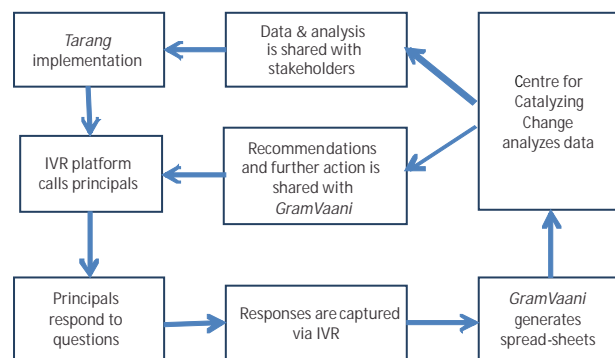 Tarang
implementation
Data & analysis
is shared with
stakeholders
Centre for
Catalyzing
Change
analyzes data
IVR platform
calls principals
Recommendations
and further action is
shared with
GramVaani
Principals
respond to
questions
Responses are captured
via IVR
GramVaani
generates
spread-sheets